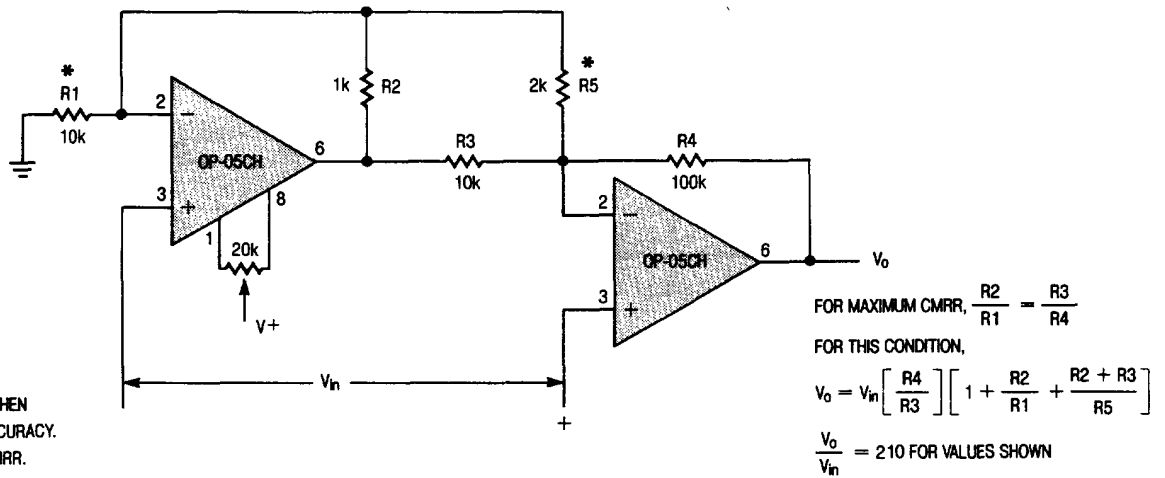 *
R1
10k
2
−
3
+
OP-05CH
6
1
8
20k
V+
1k
R2
*
2k
R5
R3
10k
R4
100k
2
−
3
+
OP-05CH
6
Vo
Vin
+
HEN
CURACY.
MRR.
FOR MAXIMUM CMRR, R2/R1 = R3/R4
FOR THIS CONDITION,
Vo = Vin [R4/R3] [1 + R2/R1 + (R2 + R3)/R5]
Vo/Vin = 210 FOR VALUES SHOWN